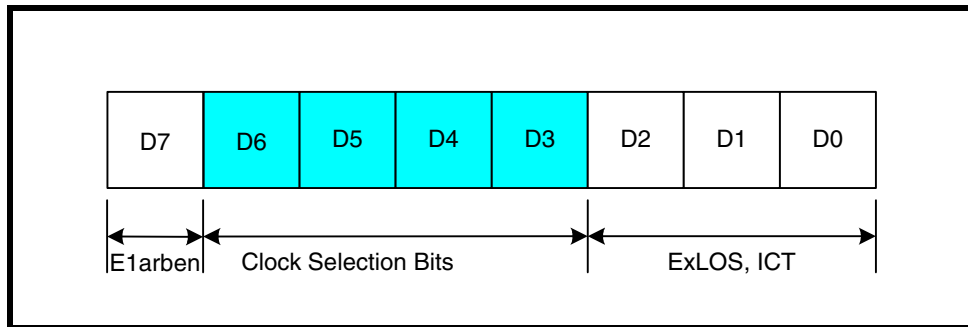 D7 D6 D5 D4 D3 D2 D1 D0
E1arben Clock Selection Bits ExLOS, ICT